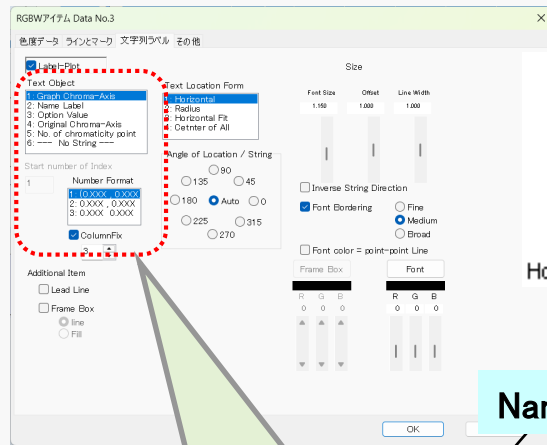 RGBWアイテム Data No.3
色度データ ラインとマーク 文字列ラベル その他
Label-Plot
Text Object
1: Graph Chroma-Axis
2: Name Label
3: Option Value
4: Original Chroma-Axis
5: No. of chromaticity point
6: --- No String ---
Start number of Index
1
Number Format
1: (0.XXX , 0.XXX
2: 0.XXX , 0.XXX
3: 0.XXX 0.XXX
ColumnFix
3
Additional Item
Lead Line
Frame Box
line
Fill
Text Location Form
1: Horizontal
2: Radius
3: Horizontal Fit
4: Catnter of All
Angle of Location / String
90
135 45
180 Auto 0
225 315
270
Size
Font Size Offset Line Width
1.150 1.000 1.000
Inverse String Direction
Font Bordering
Fine
Medium
Broad
Font color = point-point Line
Frame Box Font
R G B R G B
0 0 0 0 0 0
OK
Ho
Nar